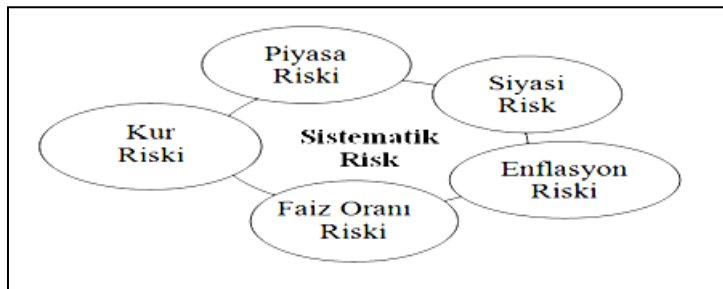 Piyasa
Riski
Siyasi
Risk
Kur
Riski
Sistematik
Risk
Enflasyon
Riski
Faiz Oranı
Riski